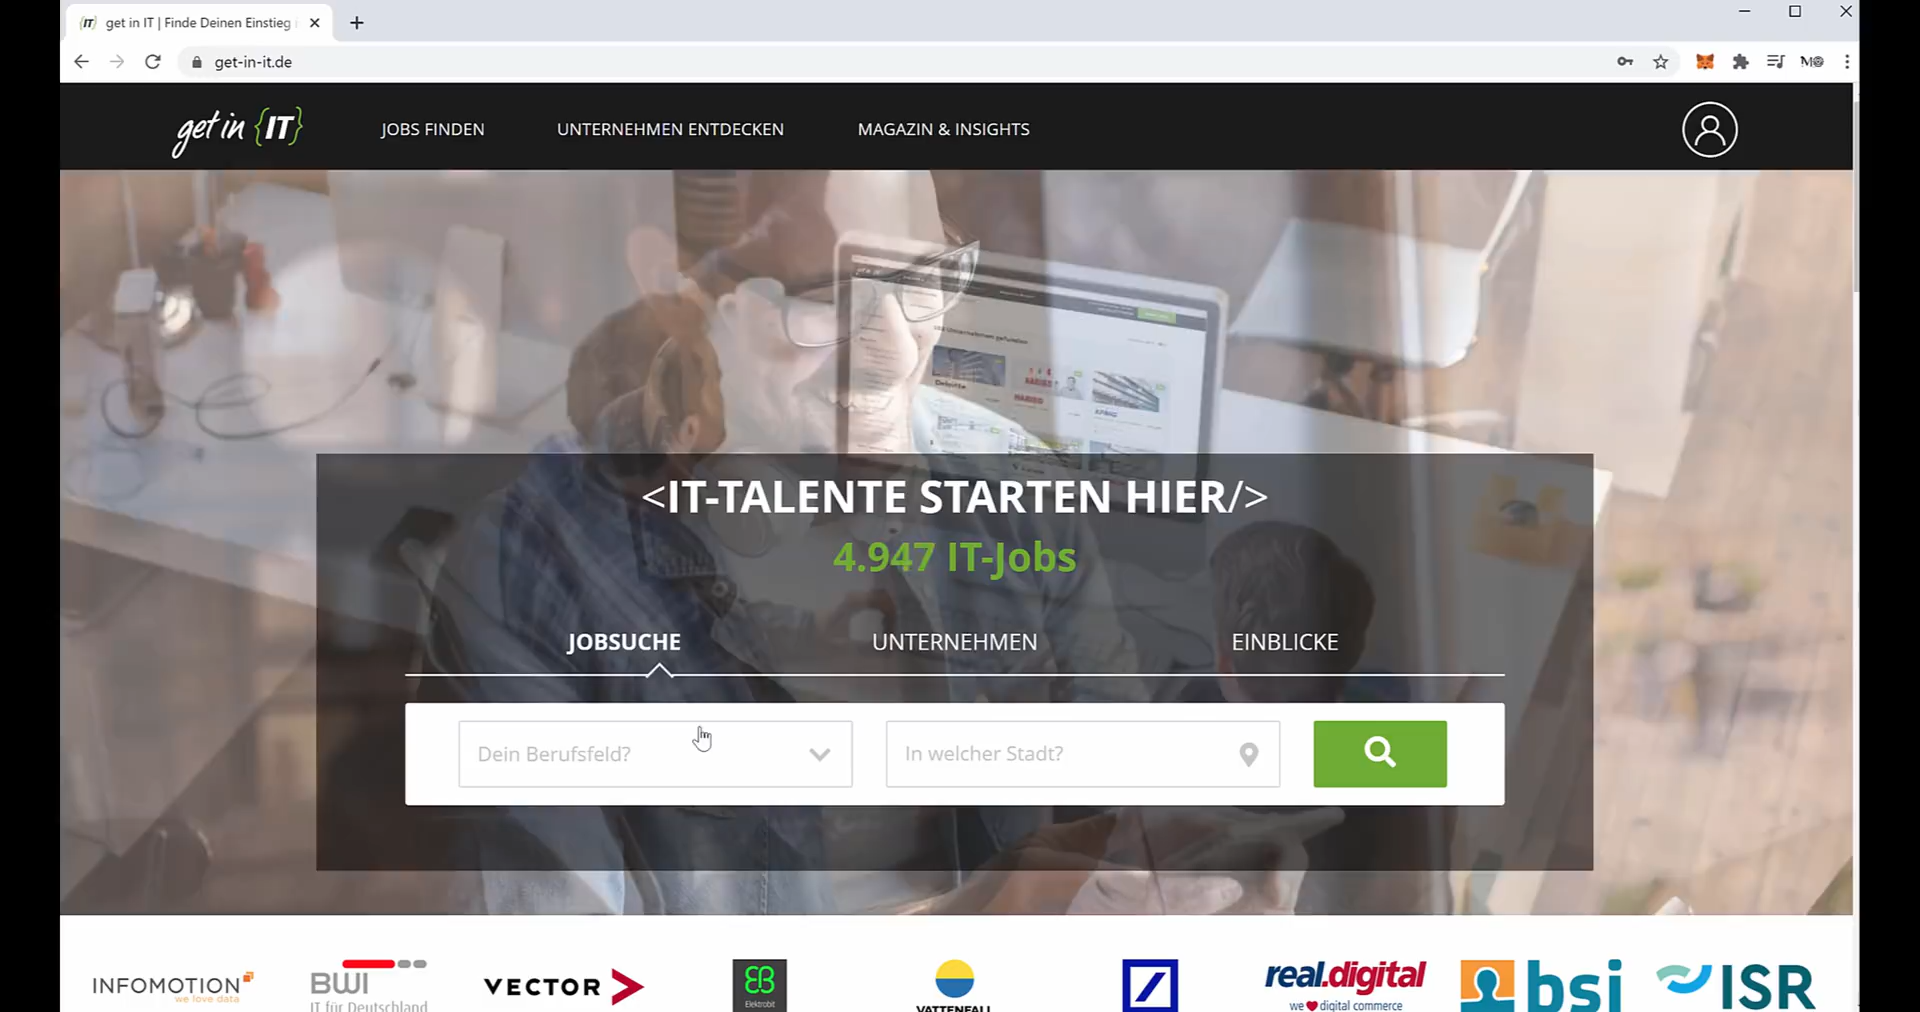 {IT} get in IT | Finde Deinen Einstieg
get-in-it.de
get in {IT}
JOBS FINDEN
UNTERNEHMEN ENTDECKEN
MAGAZIN & INSIGHTS
<IT-TALENTE STARTEN HIER/>
4.947 IT-Jobs
JOBSUCHE
UNTERNEHMEN
EINBLICKE
Dein Berufsfeld?
In welcher Stadt?
INFOMOTION
we love data
BWI
IT für Deutschland
VECTOR
EB
Elektrobit
VATTENFALL
real.digital
we ❤ digital commerce
bsi
ISR